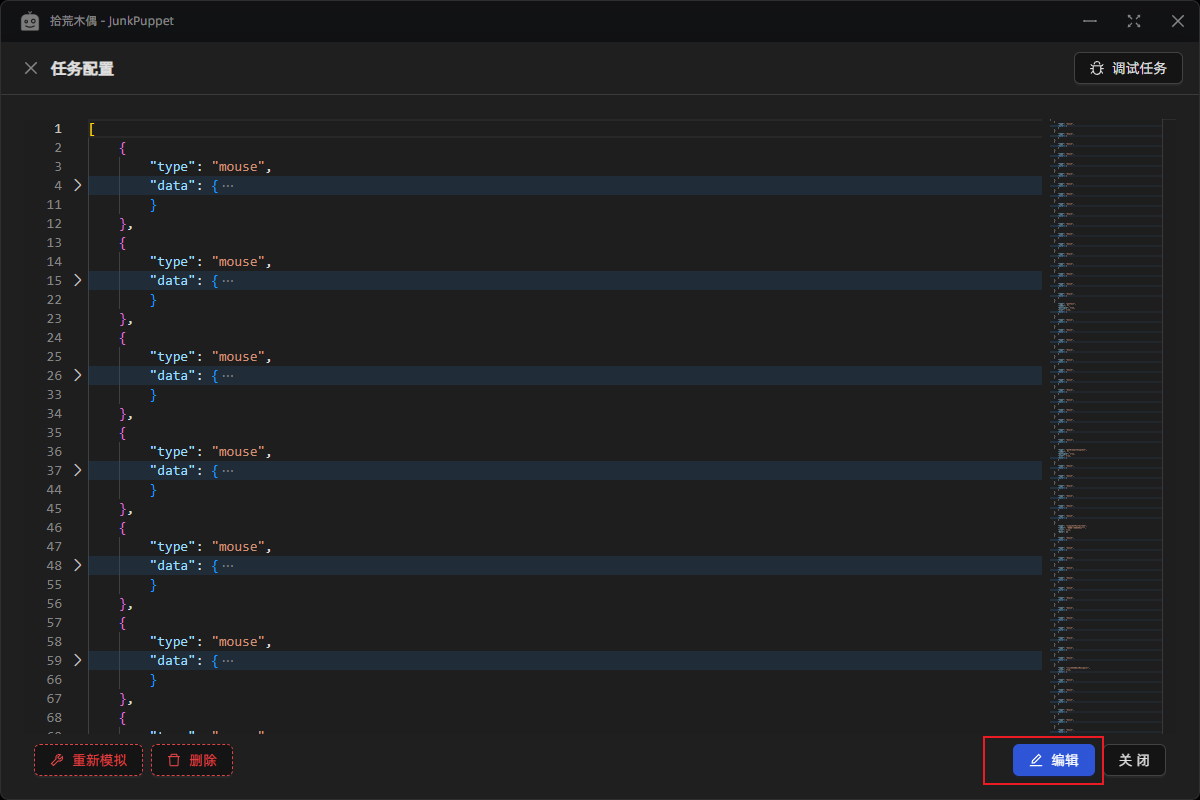 拾荒木偶 - JunkPuppet
任务配置
调试任务
1 [
2 {
3 "type": "mouse",
4 "data": { ···
11 }
12 },
13 {
14 "type": "mouse",
15 "data": { ···
22 }
23 },
24 {
25 "type": "mouse",
26 "data": { ···
33 }
34 },
35 {
36 "type": "mouse",
37 "data": { ···
44 }
45 },
46 {
47 "type": "mouse",
48 "data": { ···
55 }
56 },
57 {
58 "type": "mouse",
59 "data": { ···
66 }
67 },
68 {
重新模拟
删除
编辑
关 闭